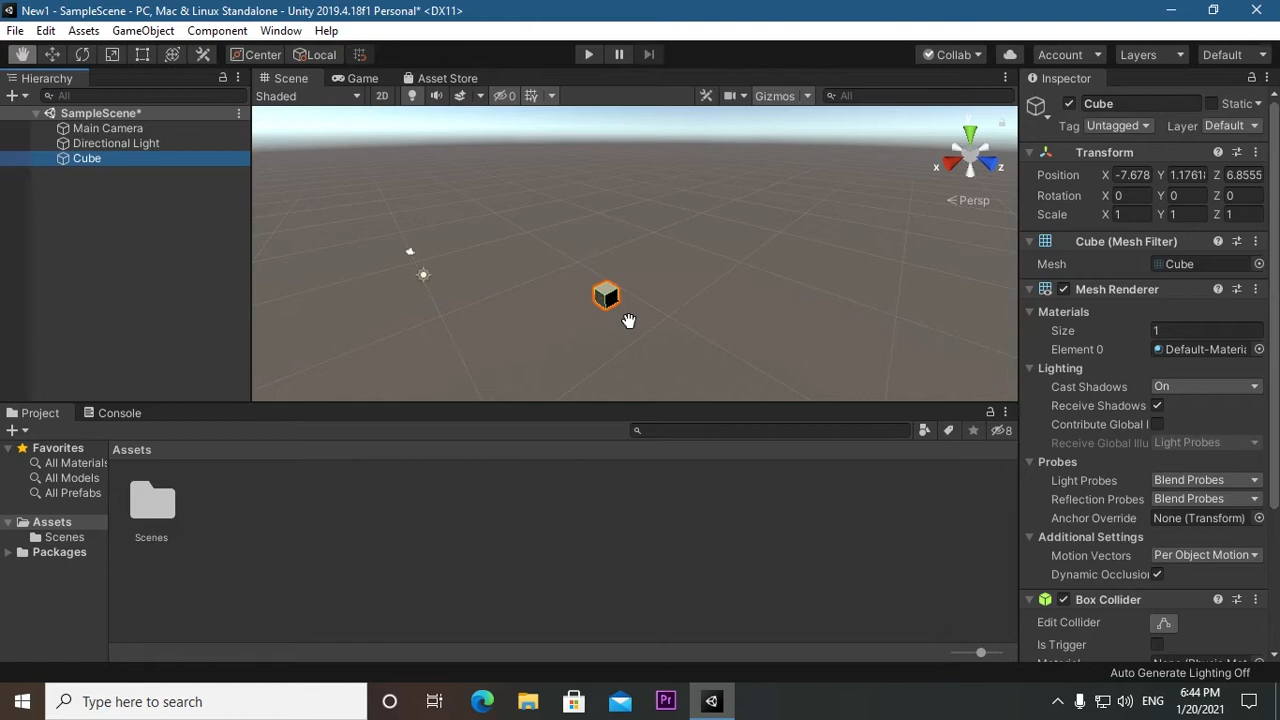 New1 - SampleScene - PC, Mac & Linux Standalone - Unity 2019.4.18f1 Personal* <DX11>
File Edit Assets GameObject Component Window Help
Center Local Collab Account Layers Default
Hierarchy Scene Game Asset Store Inspector
All Shaded 2D 0 Gizmos All Cube Static
SampleScene*
Main Camera
Directional Light
Cube
x z
Persp
Tag Untagged Layer Default
Transform
Position X -7.678 Y 1.1761 Z 6.8555
Rotation X 0 Y 0 Z 0
Scale X 1 Y 1 Z 1
Cube (Mesh Filter)
Mesh Cube
Mesh Renderer
Materials
Size 1
Element 0 Default-Materia
Lighting
Cast Shadows On
Receive Shadows
Contribute Global I
Receive Global Illu Light Probes
Probes
Light Probes Blend Probes
Reflection Probes Blend Probes
Anchor Override None (Transform)
Additional Settings
Motion Vectors Per Object Motion
Dynamic Occlusion
Box Collider
Edit Collider
Is Trigger
Project Console
8
Favorites
All Materials
All Models
All Prefabs
Assets
Scenes
Packages
Assets
Scenes
Auto Generate Lighting Off
Type here to search
Pr
ENG
6:44 PM
1/20/2021